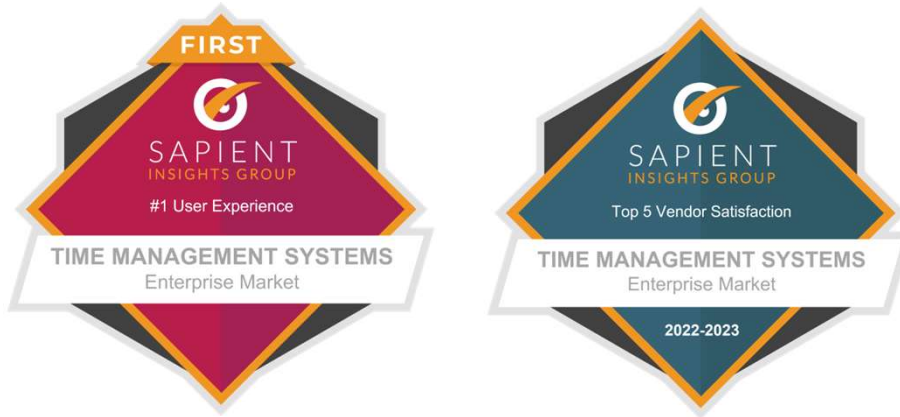 FIRST
SAPIENT
INSIGHTS GROUP
#1 User Experience
TIME MANAGEMENT SYSTEMS
Enterprise Market
SAPIENT
INSIGHTS GROUP
Top 5 Vendor Satisfaction
TIME MANAGEMENT SYSTEMS
Enterprise Market
2022-2023